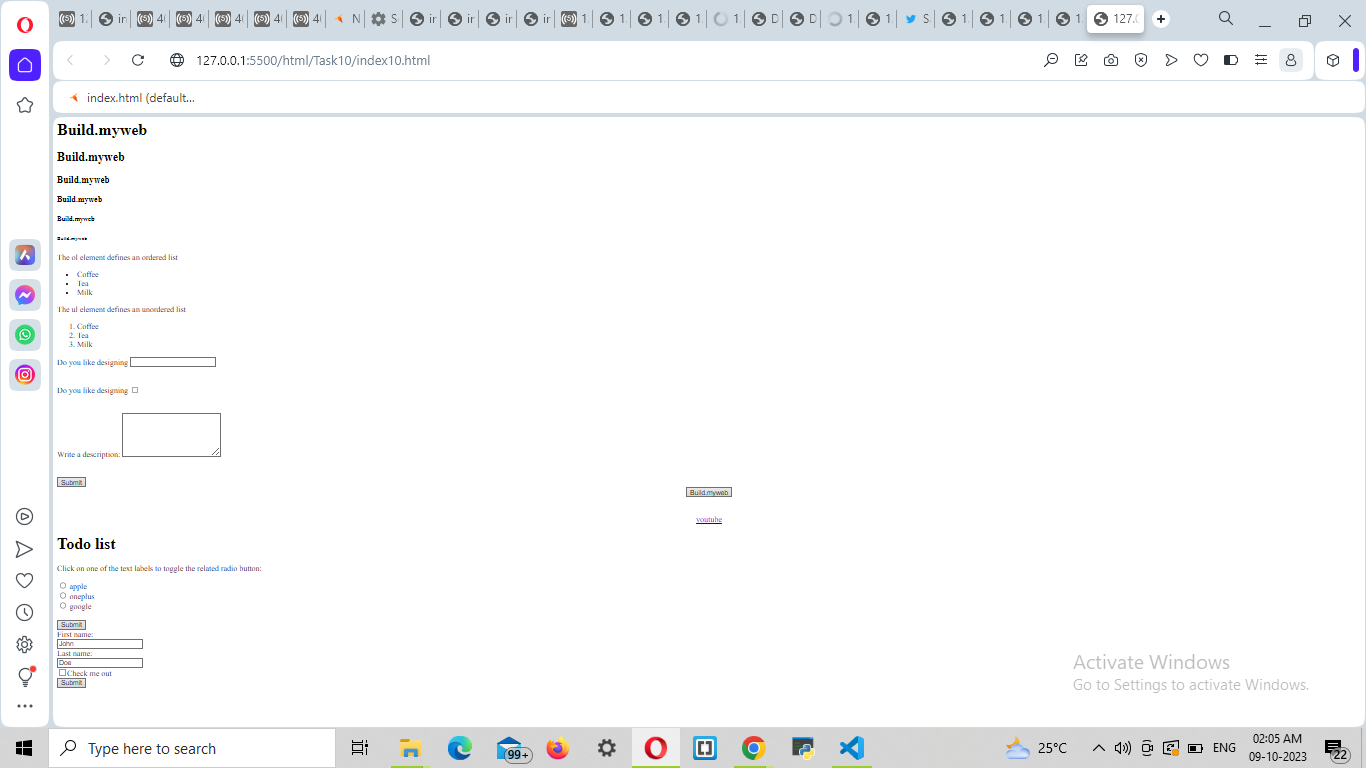 127.0
127.0.0.1:5500/html/Task10/index10.html
index.html (default...
Build.myweb
Build.myweb
Build.myweb
Build.myweb
Build.myweb
Build.myweb
The ol element defines an ordered list
Coffee
Tea
Milk
The ul element defines an unordered list
1. Coffee
2. Tea
3. Milk
Do you like designing
Do you like designing
Write a description:
Submit
Build.myweb
youtube
Todo list
Click on one of the text labels to toggle the related radio button:
apple
oneplus
google
Submit
First name:
John
Last name:
Doe
Check me out
Submit
Activate Windows
Go to Settings to activate Windows.
Type here to search
99+
25°C
ENG
02:05 AM
09-10-2023
22